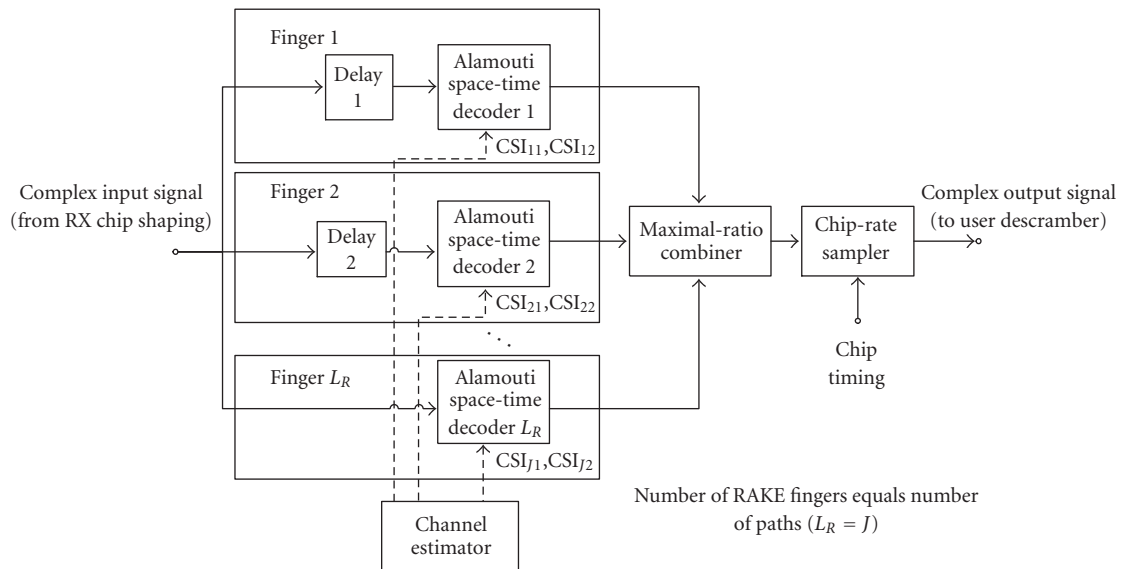 Finger 1
Delay
1
Alamouti
space-time
decoder 1
CSI11,CSI12
Complex input signal
(from RX chip shaping)
Finger 2
Delay
2
Alamouti
space-time
decoder 2
CSI21,CSI22
Maximal-ratio
combiner
Chip-rate
sampler
Complex output signal
(to user descramber)
Chip
timing
. . .
Finger LR
Alamouti
space-time
decoder LR
CSIJ1,CSIJ2
Channel
estimator
Number of RAKE fingers equals number
of paths (LR = J)